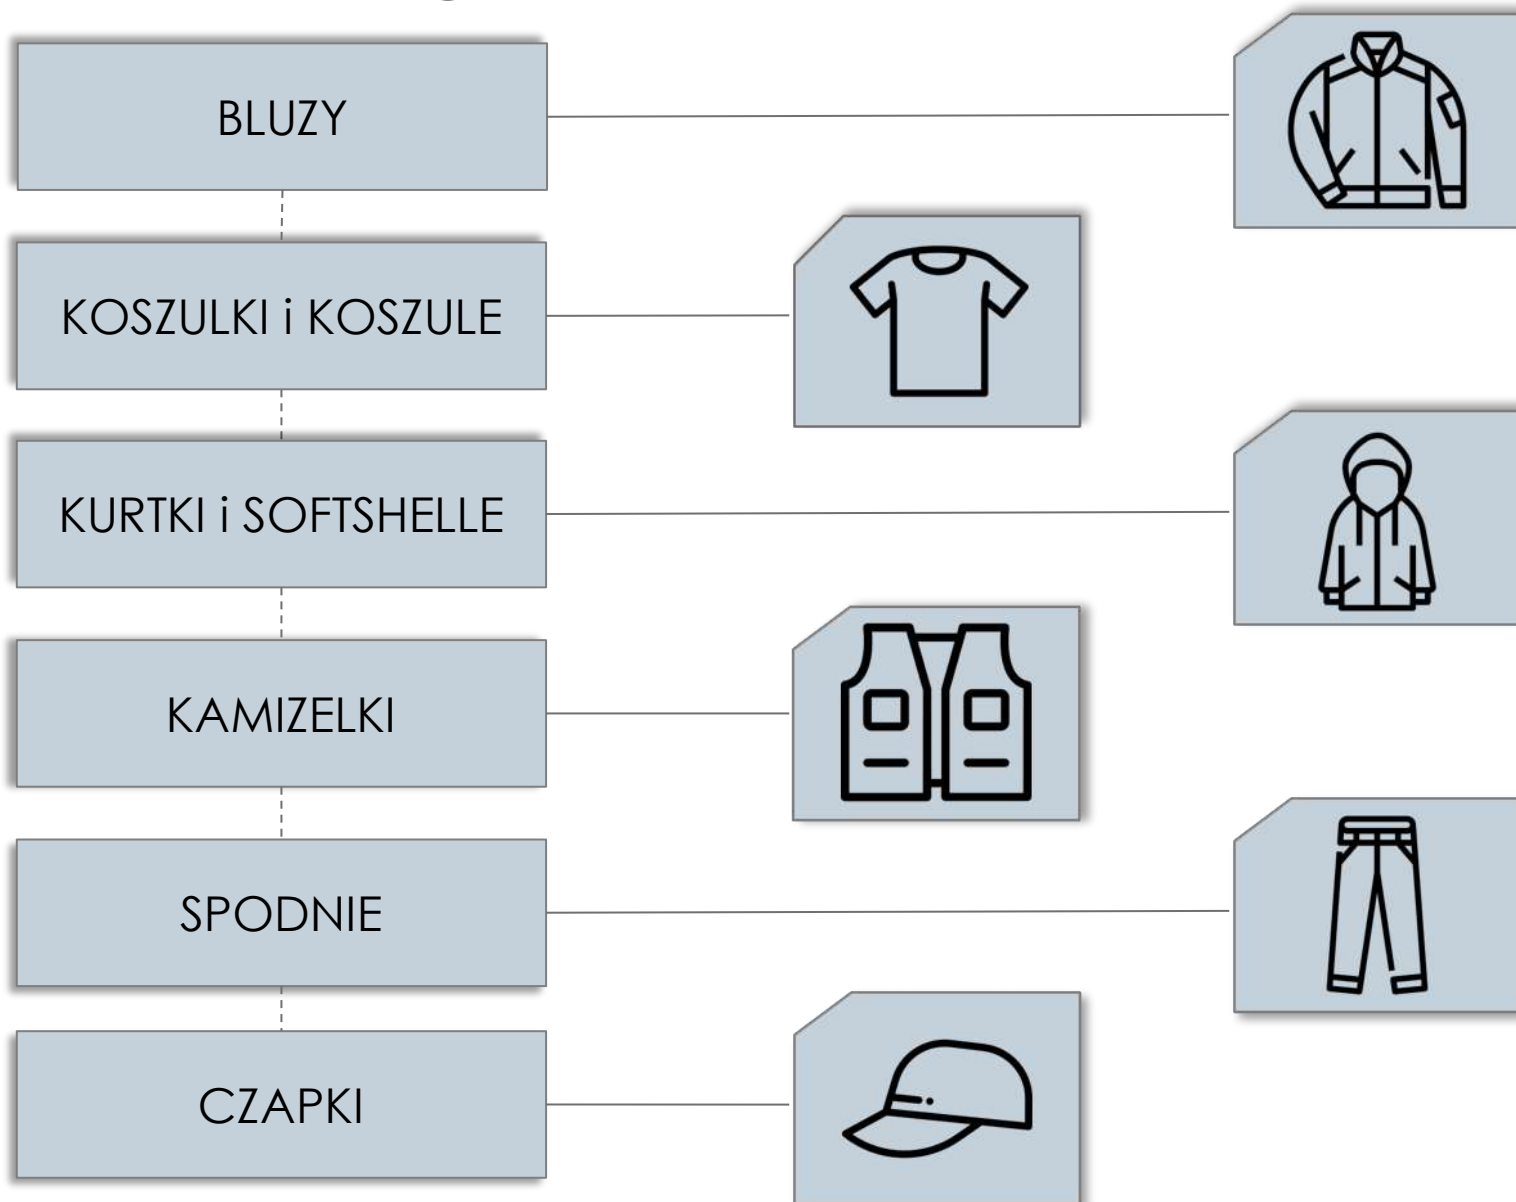 BLUZY
KOSZULKI i KOSZULE
KURTKI i SOFTSHELLE
KAMIZELKI
SPODNIE
CZAPKI